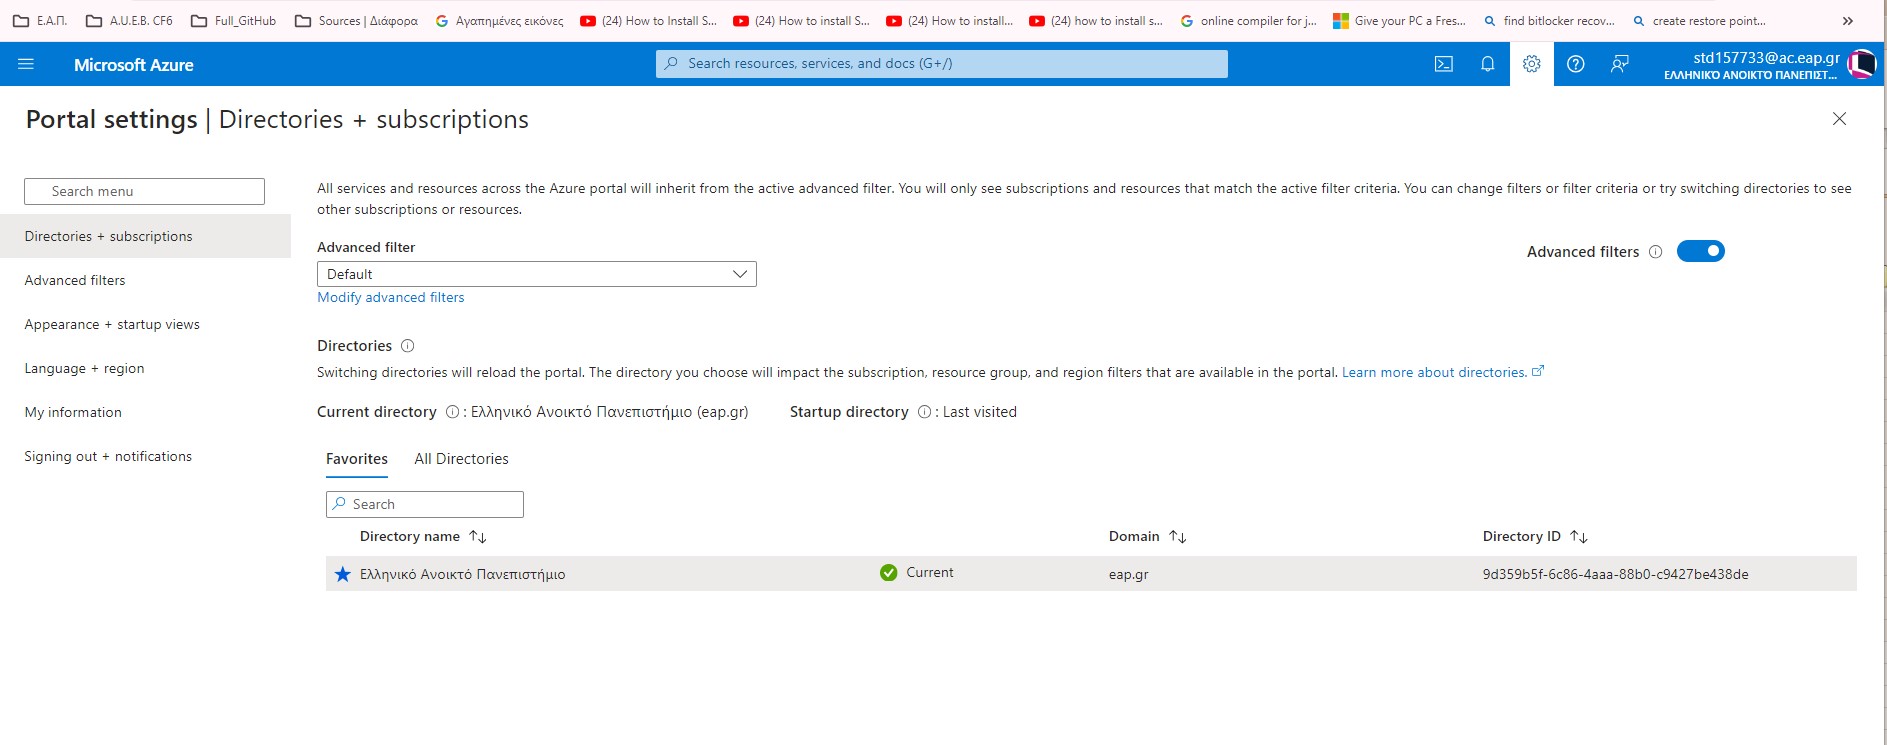 Ε.Α.Π.
A.U.E.B. CF6
Full_GitHub
Sources | Διάφορα
Αγαπημένες εικόνες
(24) How to Install S...
(24) How to install S...
(24) How to install...
(24) how to install s...
online compiler for j...
Give your PC a Fres...
find bitlocker recov...
create restore point...
»
Microsoft Azure
Search resources, services, and docs (G+/)
std157733@ac.eap.gr
ΕΛΛΗΝΙΚΌ ΑΝΟΙΚΤΌ ΠΑΝΕΠΙΣΤ...
Portal settings | Directories + subscriptions
Search menu
Directories + subscriptions
Advanced filters
Appearance + startup views
Language + region
My information
Signing out + notifications
All services and resources across the Azure portal will inherit from the active advanced filter. You will only see subscriptions and resources that match the active filter criteria. You can change filters or filter criteria or try switching directories to see
other subscriptions or resources.
Advanced filter
Default
Modify advanced filters
Advanced filters
Directories
Switching directories will reload the portal. The directory you choose will impact the subscription, resource group, and region filters that are available in the portal. Learn more about directories.
Current directory : Ελληνικό Ανοικτό Πανεπιστήμιο (eap.gr)
Startup directory : Last visited
Favorites
All Directories
Search
Directory name
Domain
Directory ID
Ελληνικό Ανοικτό Πανεπιστήμιο
Current
eap.gr
9d359b5f-6c86-4aaa-88b0-c9427be438de